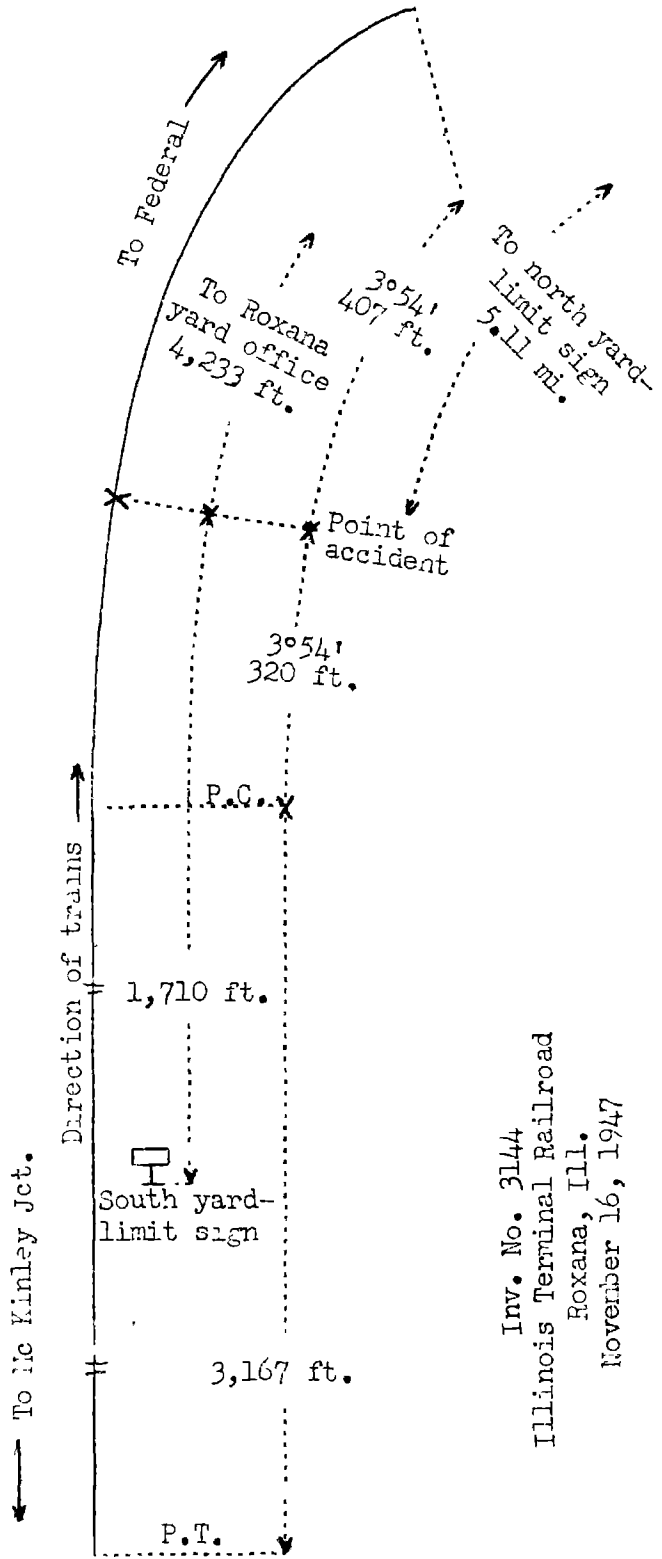 To Federal
To Roxana
yard office
4,233 ft.
3°54'
407 ft.
To north yard-
limit sign
5.11 mi.
Point of
accident
3°54'
320 ft.
P.C.
Direction of trains
1,710 ft.
South yard-
limit sign
To Mc Kinley Jct.
3,167 ft.
P.T.
Inv. No. 3144
Illinois Terminal Railroad
Roxana, Ill.
November 16, 1947